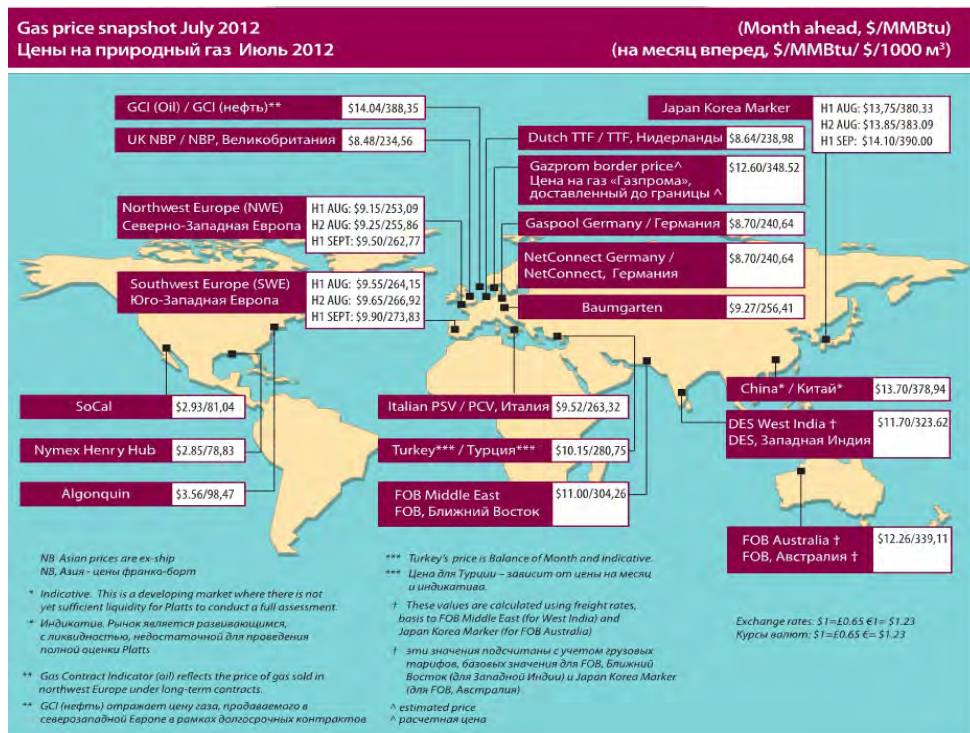 Gas price snapshot July 2012
Цены на природный газ Июль 2012
(Month ahead, $/MMBtu)
(на месяц вперед, $/MMBtu/ $/1000 м³)
GCI (Oil) / GCI (нефть)**
$14.04/388,35
UK NBP / NBP, Великобритания
$8.48/234,56
Northwest Europe (NWE)
Северно-Западная Европа
H1 AUG: $9.15/253,09
H2 AUG: $9.25/255,86
H1 SEPT: $9.50/262,77
Southwest Europe (SWE)
Юго-Западная Европа
H1 AUG: $9.55/264,15
H2 AUG: $9.65/266,92
H1 SEPT: $9.90/273,83
Dutch TTF / TTF, Нидерланды
$8.64/238,98
Gazprom border price^
Цена на газ «Газпрома»,
доставленный до границы ^
$12.60/348.52
Gaspool Germany / Германия
$8.70/240,64
NetConnect Germany /
NetConnect, Германия
$8.70/240,64
Baumgarten
$9.27/256,41
Japan Korea Marker
H1 AUG: $13,75/380.33
H2 AUG: $13.85/383.09
H1 SEP: $14.10/390.00
SoCal
$2.93/81,04
Nymex Henry Hub
$2.85/78,83
Algonquin
$3.56/98,47
Italian PSV / PCV, Италия
$9.52/263,32
Turkey*** / Турция***
$10.15/280,75
FOB Middle East
FOB, Ближний Восток
$11.00/304,26
China* / Китай*
$13.70/378,94
DES West India †
DES, Западная Индия
$11.70/323.62
FOB Australia †
FOB, Австралия †
$12.26/339,11
NB Asian prices are ex-ship
NB, Азия - цены франко-борт
* Indicative. This is a developing market where there is not
yet sufficient liquidity for Platts to conduct a full assessment.
* Индикатив. Рынок является развивающимся,
с ликвидностью, недостаточной для проведения
полной оценки Platts
** Gas Contract Indicator (oil) reflects the price of gas sold in
northwest Europe under long-term contracts.
** GCI (нефть) отражает цену газа, продаваемого в
северозападной Европе в рамках долгосрочных контрактов
*** Turkey's price is Balance of Month and indicative.
*** Цена для Турции – зависит от цены на месяц
и индикатива.
† These values are calculated using freight rates,
basis to FOB Middle East (for West India) and
Japan Korea Marker (for FOB Australia)
† эти значения подсчитаны с учетом грузовых
тарифов, базовых значения для FOB, Ближний
Восток (для Западной Индии) и Japan Korea Marker
(для FOB, Австралия)
^ estimated price
^ расчетная цена
Exchange rates: $1=£0.65 €1= $1.23
Курсы валют: $1=£0.65 €= $1.23